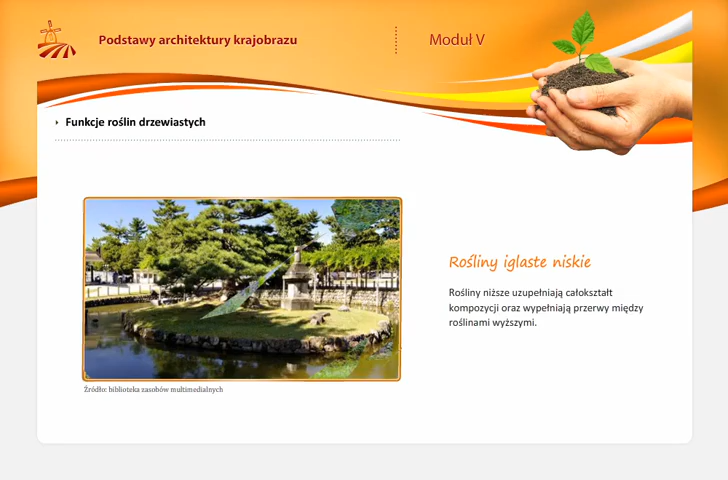 Podstawy architektury krajobrazu
Moduł V
Funkcje roślin drzewiastych
Rośliny iglaste niskie
Rośliny niższe uzupełniają całokształt
kompozycji oraz wypełniają przerwy między
roślinami wyższymi.
Źródło: biblioteka zasobów multimedialnych